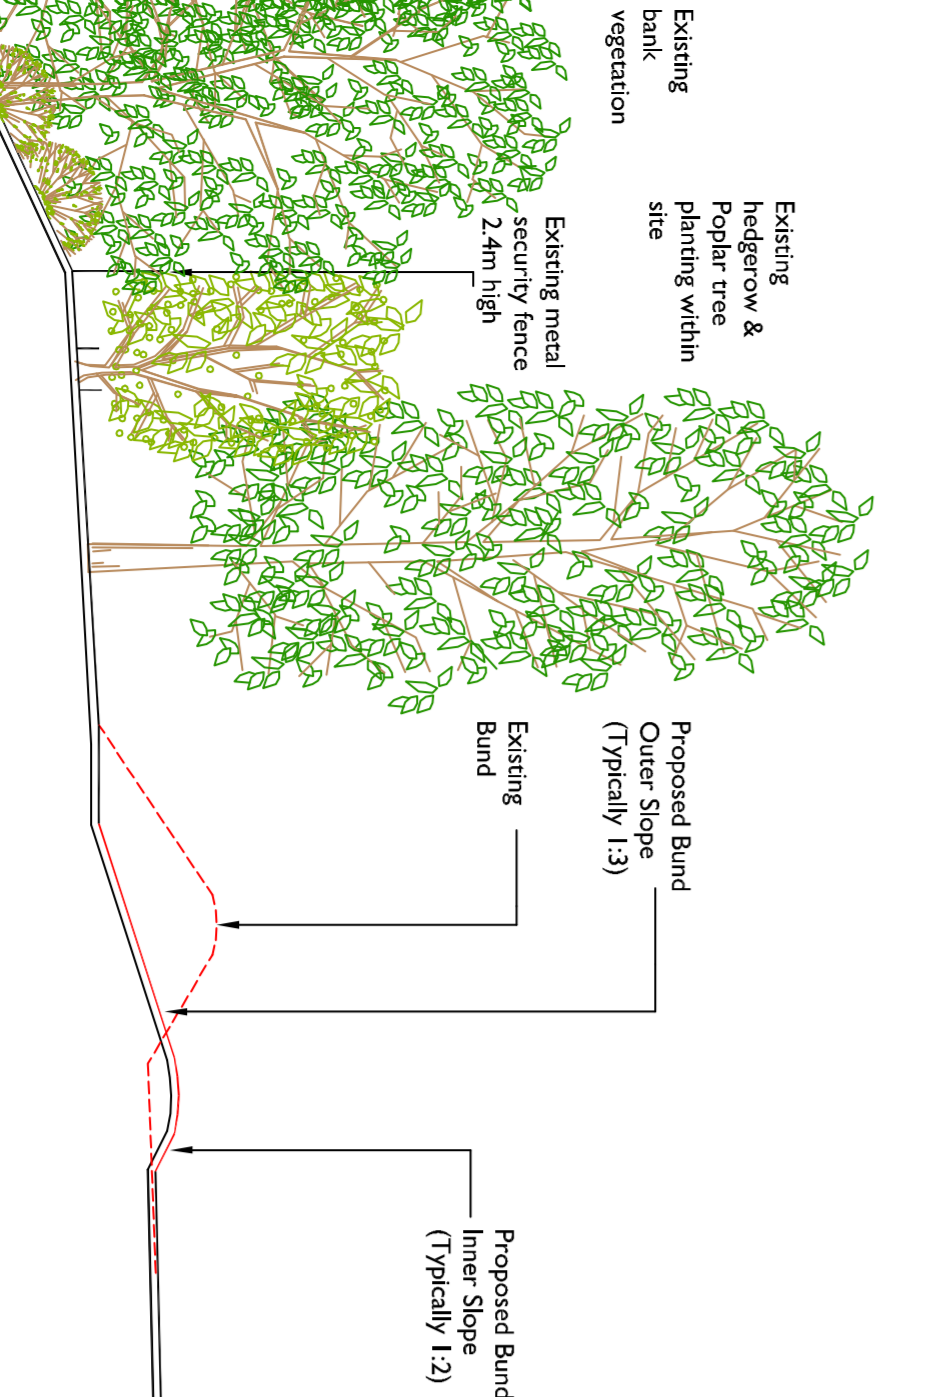 Existing
bank
vegetation
Existing
hedgerow &
Poplar tree
planting within
site
Existing metal
security fence
2.4m high
Proposed Bund
Outer Slope
(Typically 1:3)
Existing
Bund
Proposed Bund
Inner Slope
(Typically 1:2)